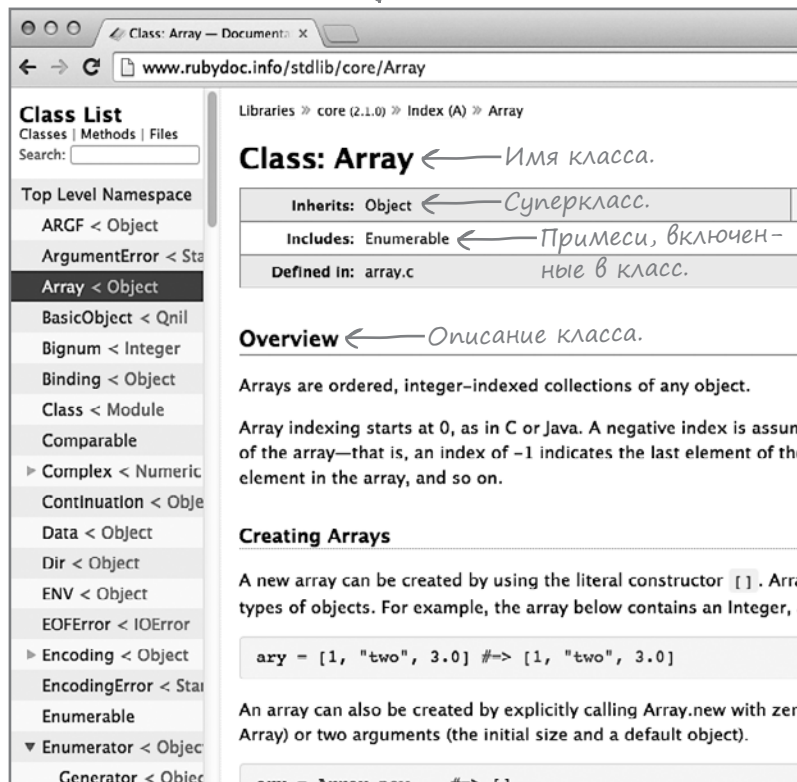 Class: Array — Documenta x
www.rubydoc.info/stdlib/core/Array
Class List
Classes | Methods | Files
Search:
Top Level Namespace
ARGF < Object
ArgumentError < Sta
Array < Object
BasicObject < Qnil
Bignum < Integer
Binding < Object
Class < Module
Comparable
Complex < Numeric
Continuation < Obje
Data < Object
Dir < Object
ENV < Object
EOFError < IOError
Encoding < Object
EncodingError < Stan
Enumerable
Enumerator < Objec
Generator < Objec
Libraries » core (2.1.0) » Index (A) » Array
Class: Array Имя класса.
Inherits: Object Суперкласс.
Includes: Enumerable Примеси, включен-
Defined in: array.c ные в класс.
Overview Описание класса.
Arrays are ordered, integer-indexed collections of any object.
Array indexing starts at 0, as in C or Java. A negative index is assum
of the array—that is, an index of -1 indicates the last element of the
element in the array, and so on.
Creating Arrays
A new array can be created by using the literal constructor []. Arra
types of objects. For example, the array below contains an Integer,
ary = [1, "two", 3.0] #=> [1, "two", 3.0]
An array can also be created by explicitly calling Array.new with zer
Array) or two arguments (the initial size and a default object).
ary = Array.new #=> []